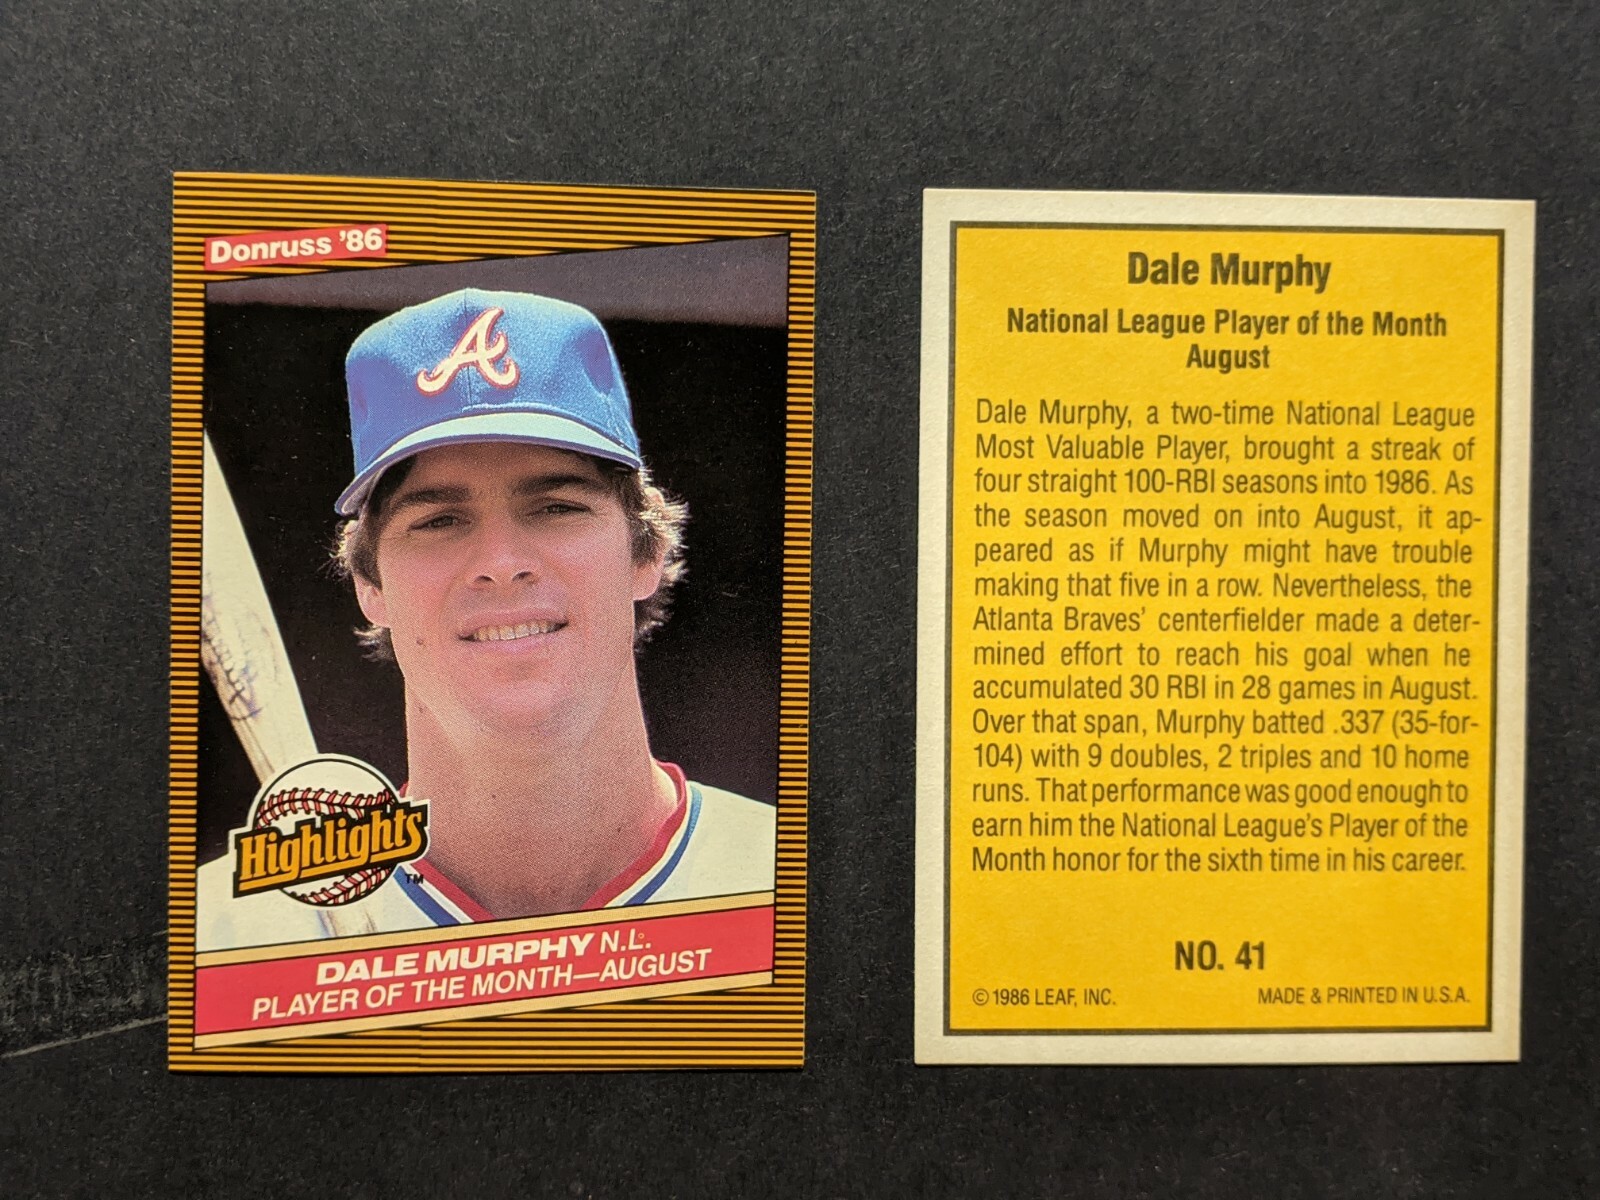 Donruss '86
A
Highlights
TM
DALE MURPHY N.L.
PLAYER OF THE MONTH—AUGUST
Dale Murphy
National League Player of the Month
August
Dale Murphy, a two-time National League
Most Valuable Player, brought a streak of
four straight 100-RBI seasons into 1986. As
the season moved on into August, it ap-
peared as if Murphy might have trouble
making that five in a row. Nevertheless, the
Atlanta Braves' centerfielder made a deter-
mined effort to reach his goal when he
accumulated 30 RBI in 28 games in August.
Over that span, Murphy batted .337 (35-for-
104) with 9 doubles, 2 triples and 10 home
runs. That performance was good enough to
earn him the National League's Player of the
Month honor for the sixth time in his career.
NO. 41
© 1986 LEAF, INC.
MADE & PRINTED IN U.S.A.